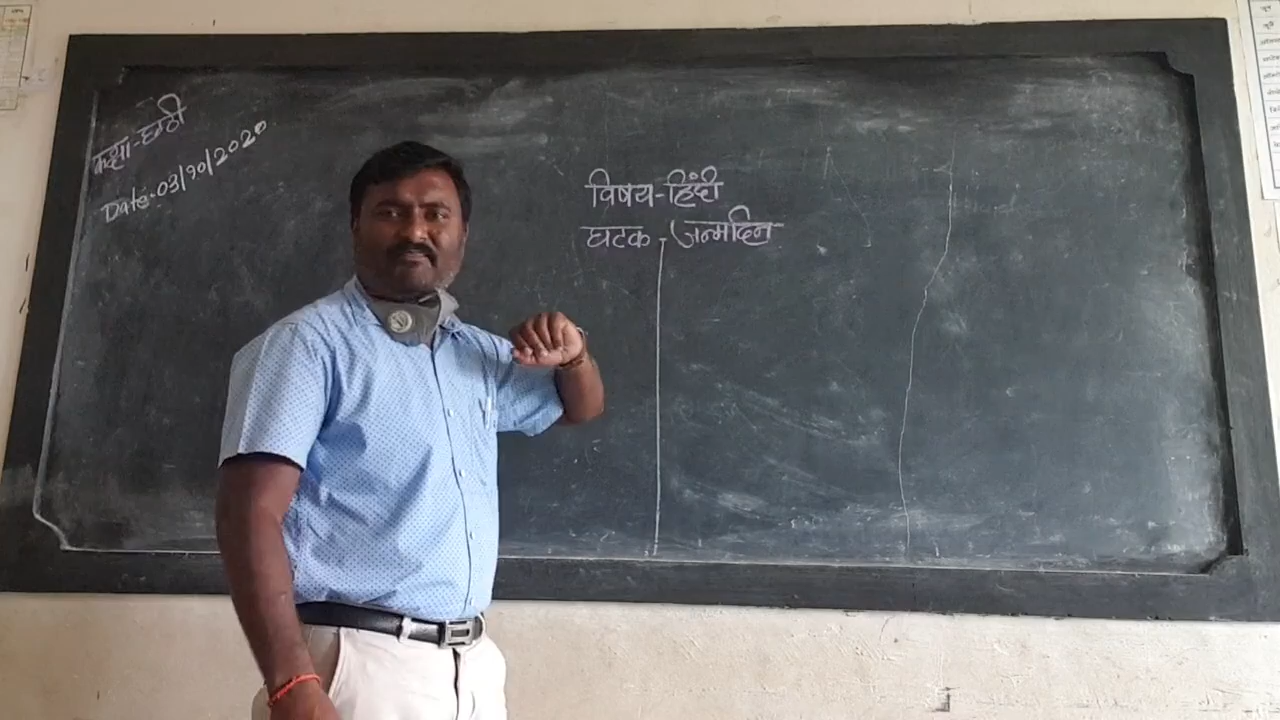 कक्षा-छठी
Date:03/10/2020
विषय-हिंदी
घटक-जन्मदिन